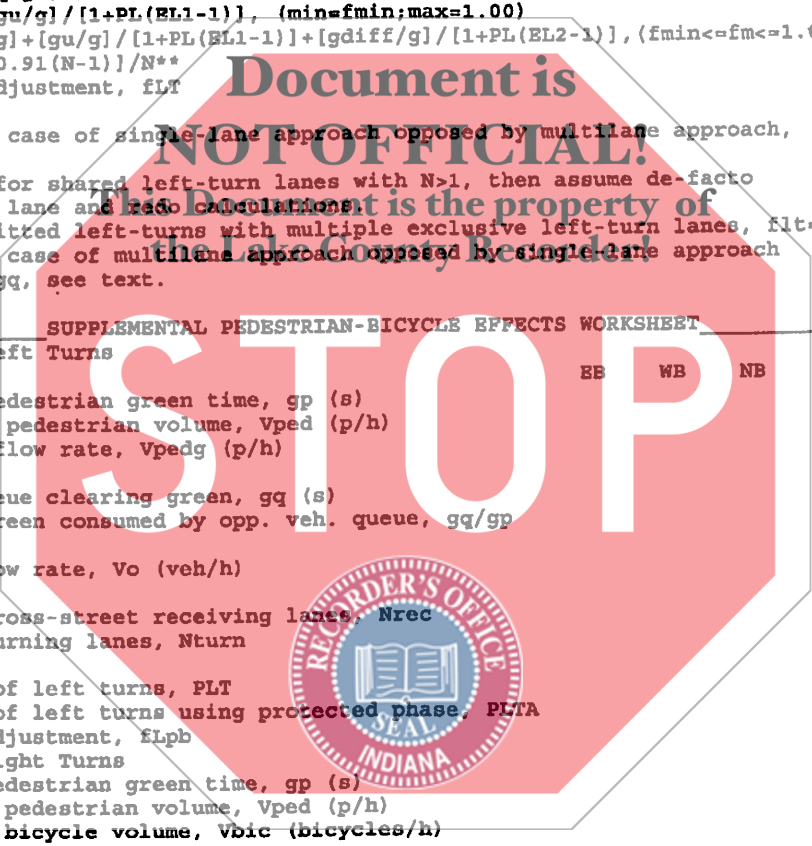 gu/g]/[1+PL(EL1-1)], (min=fmin;max=1.00)
g]+[gu/g]/[1+PL(EL1-1)]+[gdiff/g]/[1+PL(EL2-1)],(fmin<=fm<=1.
0.91(N-1)]/N**
djustment, fLT
Document is
case of single-lane approach opposed by multilane approach,
NOT OFFICIAL!
for shared left-turn lanes with N>1, then assume de-facto
lane and redo calculations.
This Document is the property of
itted left-turns with multiple exclusive left-turn lanes, flt=
the Lake County Recorder!
case of multilane approach opposed by single-lane approach
gq, see text.
SUPPLEMENTAL PEDESTRIAN-BICYCLE EFFECTS WORKSHEET
eft Turns
EB WB NB
edestrian green time, gp (s)
pedestrian volume, Vped (p/h)
flow rate, Vpedg (p/h)
STOP
eue clearing green, gq (s)
reen consumed by opp. veh. queue, gq/gp
ow rate, Vo (veh/h)
ross-street receiving lanes, Nrec
urning lanes, Nturn
RECORDER'S OFFICE
SEAL
INDIANA
of left turns, PLT
of left turns using protected phase, PLTA
djustment, fLpb
ght Turns
edestrian green time, gp (s)
pedestrian volume, Vped (p/h)
bicycle volume, Vbic (bicycles/h)